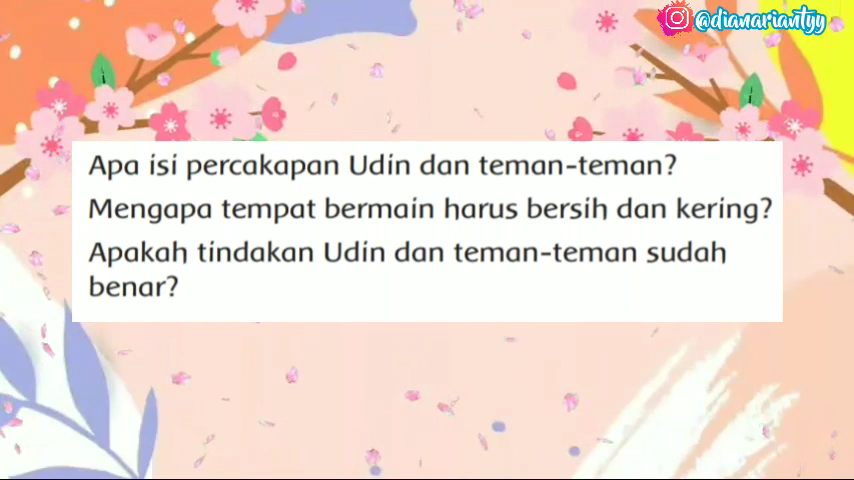 @dianariantyy
Apa isi percakapan Udin dan teman-teman?
Mengapa tempat bermain harus bersih dan kering?
Apakah tindakan Udin dan teman-teman sudah
benar?